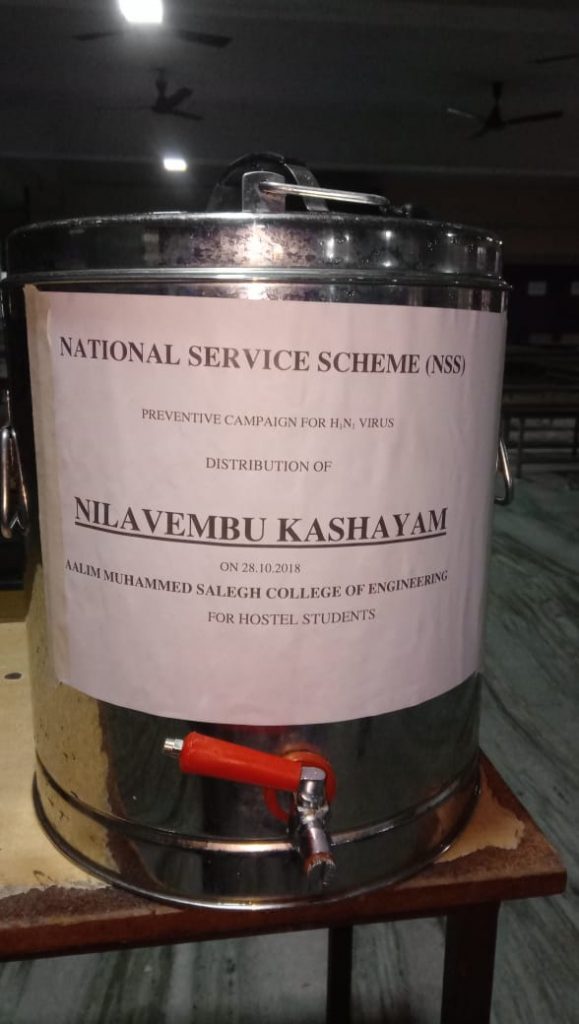 NATIONAL SERVICE SCHEME (NSS)
PREVENTIVE CAMPAIGN FOR H₁N₁ VIRUS
DISTRIBUTION OF
NILAVEMBU KASHAYAM
ON 28.10.2018
AALIM MUHAMMED SALEGH COLLEGE OF ENGINEERING
FOR HOSTEL STUDENTS